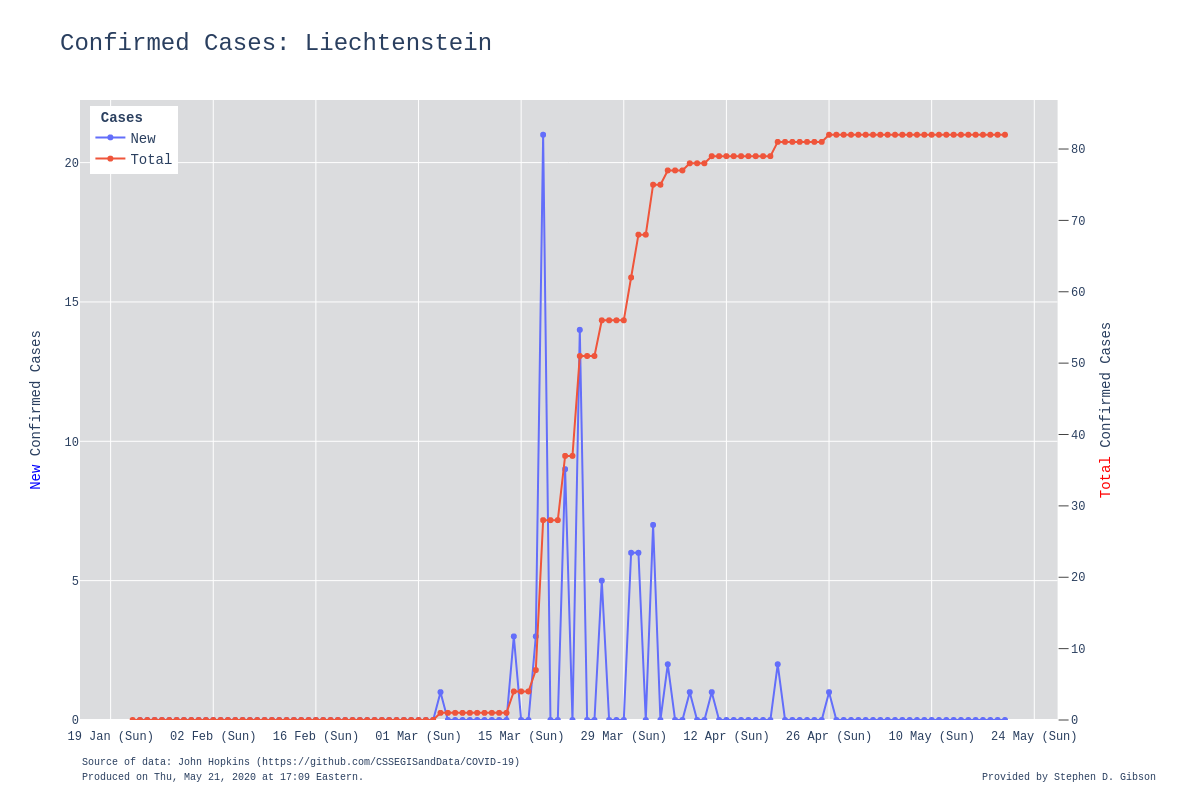 Confirmed Cases: Liechtenstein
Cases
New
Total
20
15
10
5
0
80
70
60
50
40
30
20
10
0
New Confirmed Cases
Total Confirmed Cases
19 Jan (Sun) 02 Feb (Sun) 16 Feb (Sun) 01 Mar (Sun) 15 Mar (Sun) 29 Mar (Sun) 12 Apr (Sun) 26 Apr (Sun) 10 May (Sun) 24 May (Sun)
Source of data: John Hopkins (https://github.com/CSSEGISandData/COVID-19)
Produced on Thu, May 21, 2020 at 17:09 Eastern.
Provided by Stephen D. Gibson